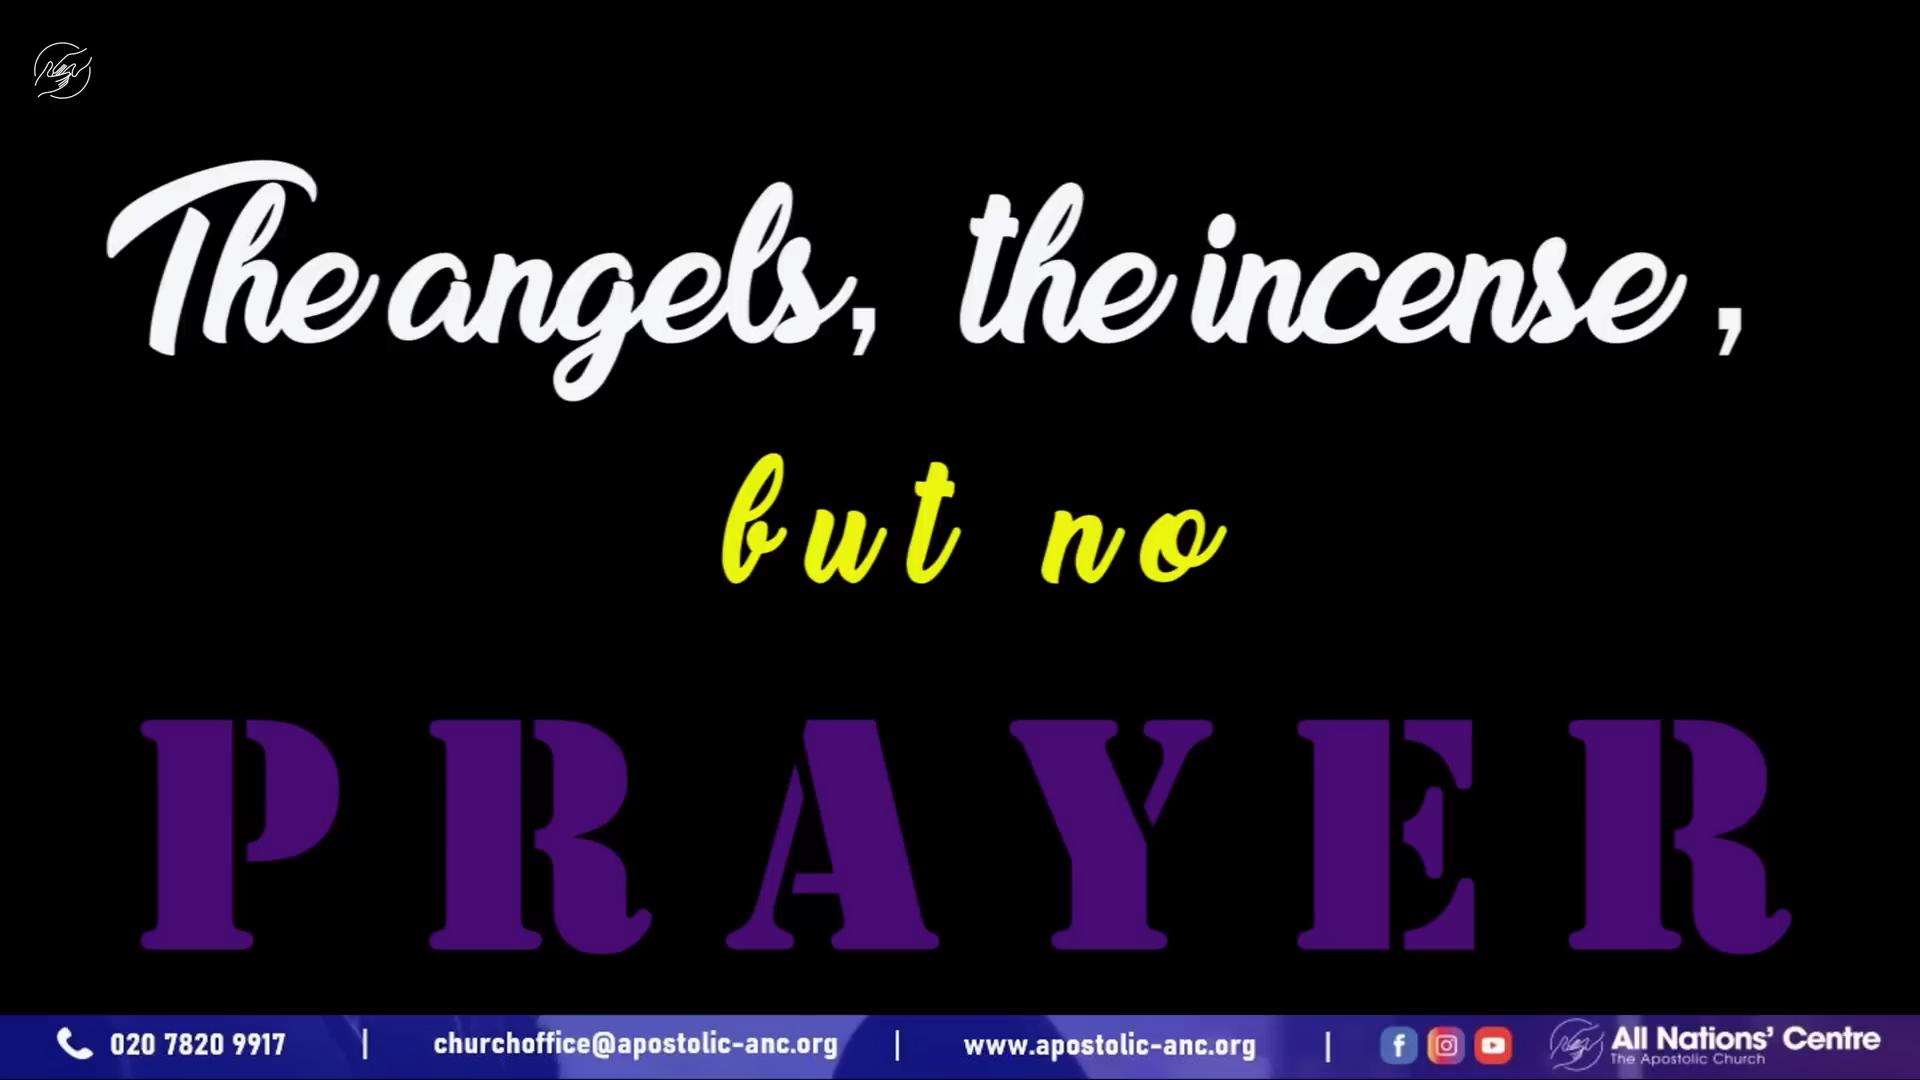 The angels, the incense ,
but no
PRAYER
020 7820 9917 | churchoffice@apostolic-anc.org | www.apostolic-anc.org | All Nations' Centre
The Apostolic Church